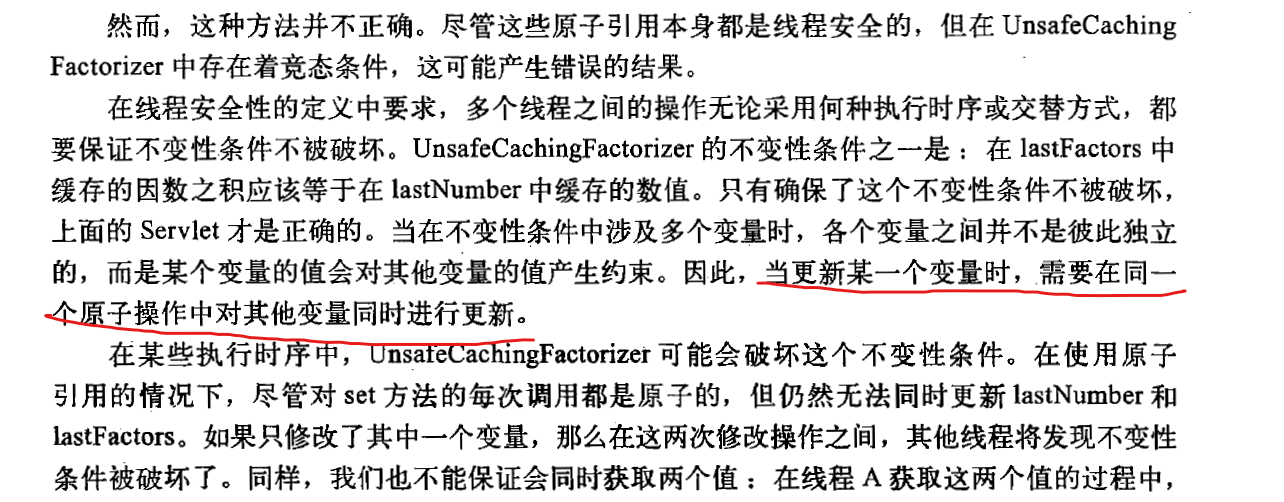 然而，这种方法并不正确。尽管这些原子引用本身都是线程安全的，但在 UnsafeCaching
Factorizer 中存在着竞态条件，这可能产生错误的结果。
在线程安全性的定义中要求，多个线程之间的操作无论采用何种执行时序或交替方式，都
要保证不变性条件不被破坏。UnsafeCachingFactorizer 的不变性条件之一是：在 lastFactors 中
缓存的因数之积应该等于在 lastNumber 中缓存的数值。只有确保了这个不变性条件不被破坏，
上面的 Servlet 才是正确的。当在不变性条件中涉及多个变量时，各个变量之间并不是彼此独立
的，而是某个变量的值会对其他变量的值产生约束。因此，当更新某一个变量时，需要在同一
个原子操作中对其他变量同时进行更新。
在某些执行时序中，UnsafeCachingFactorizer 可能会破坏这个不变性条件。在使用原子
引用的情况下，尽管对 set 方法的每次调用都是原子的，但仍然无法同时更新 lastNumber 和
lastFactors。如果只修改了其中一个变量，那么在这两次修改操作之间，其他线程将发现不变性
条件被破坏了。同样，我们也不能保证会同时获取两个值：在线程 A 获取这两个值的过程中，